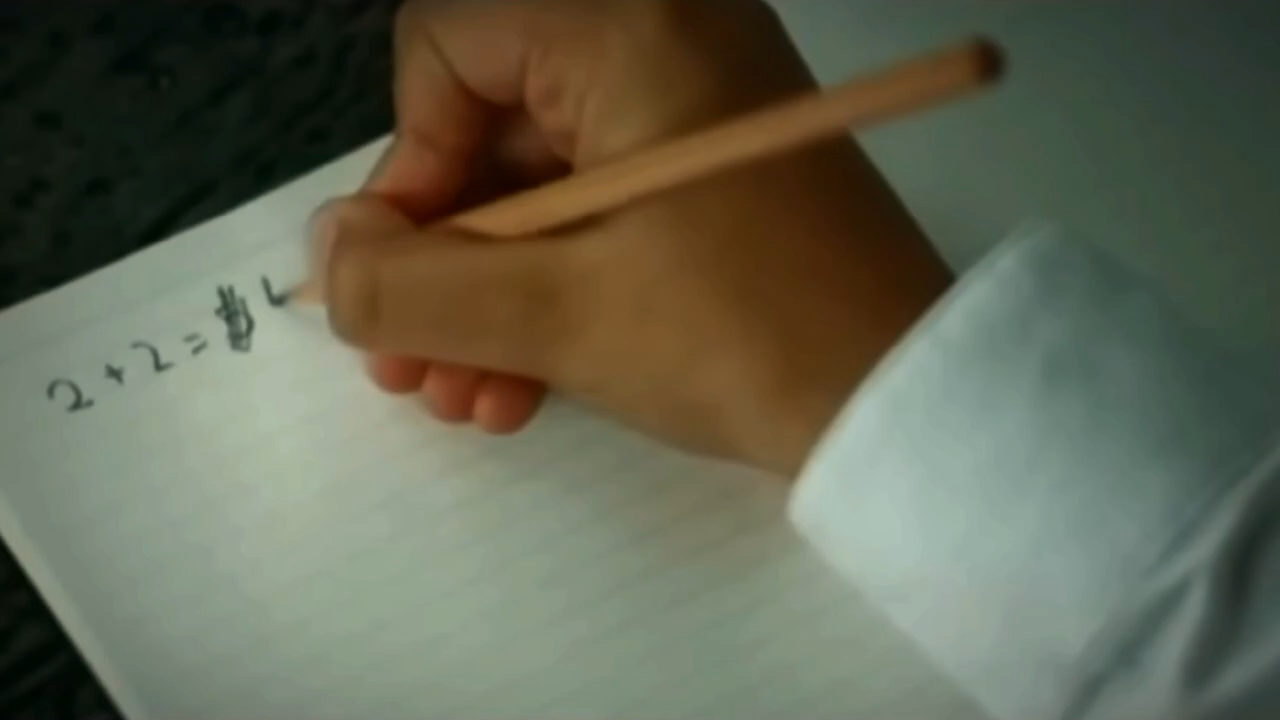 2 + 2 =